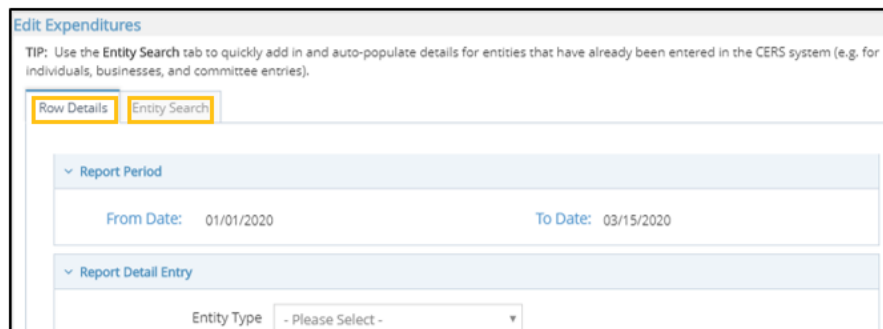 Edit Expenditures
TIP: Use the Entity Search tab to quickly add in and auto-populate details for entities that have already been entered in the CERS system (e.g. for
individuals, businesses, and committee entries).
Row Details Entity Search
Report Period
From Date: 01/01/2020 To Date: 03/15/2020
Report Detail Entry
Entity Type - Please Select -